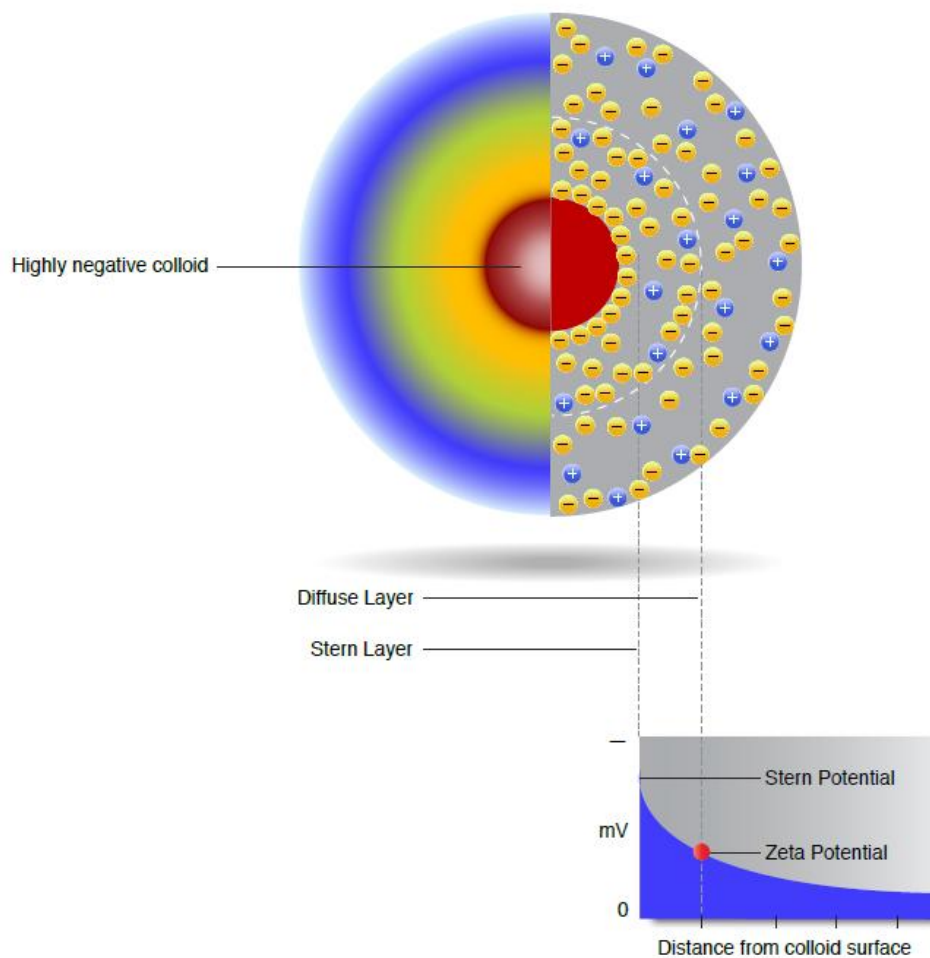 Highly negative colloid
Diffuse Layer
Stern Layer
—
Stern Potential
mV
Zeta Potential
0
Distance from colloid surface